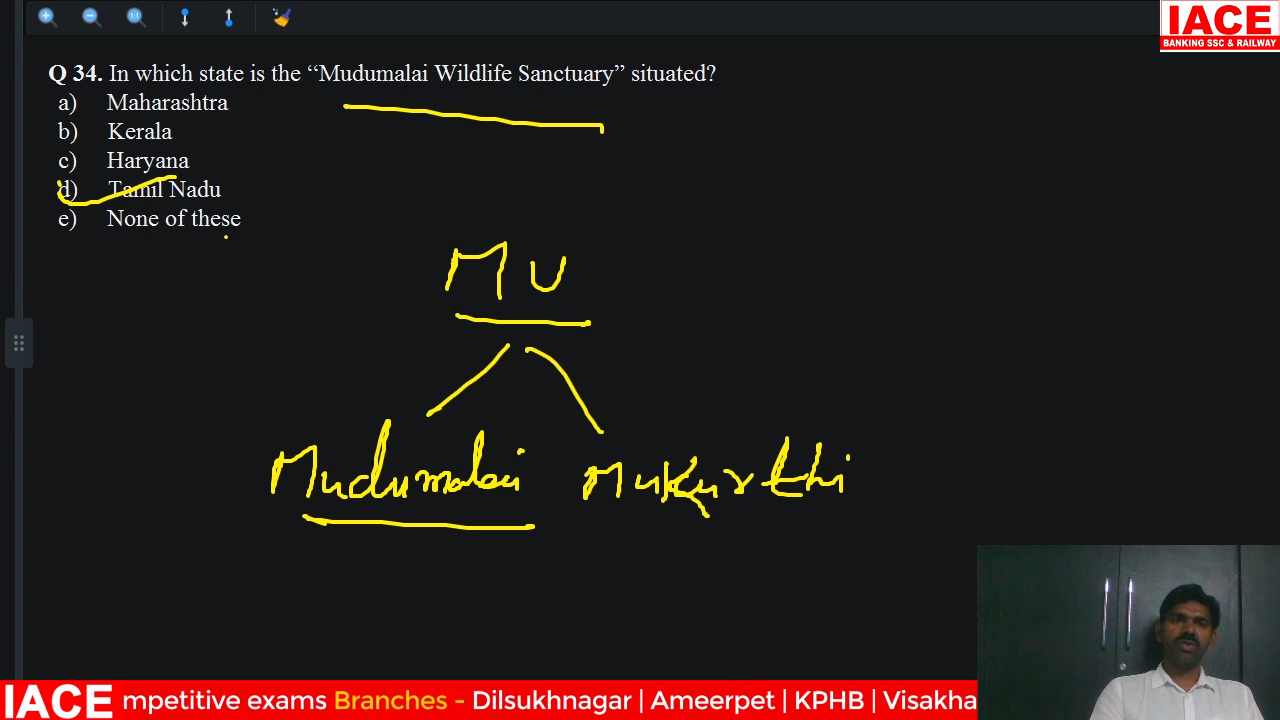 IACE
BANKING SSC & RAILWAY
Q 34. In which state is the “Mudumalai Wildlife Sanctuary” situated?
a) Maharashtra
b) Kerala
c) Haryana
d) Tamil Nadu
e) None of these
MU
Mudumalai Mukurthi
IACE mpetitive exams Branches - Dilsukhnagar | Ameerpet | KPHB | Visakha